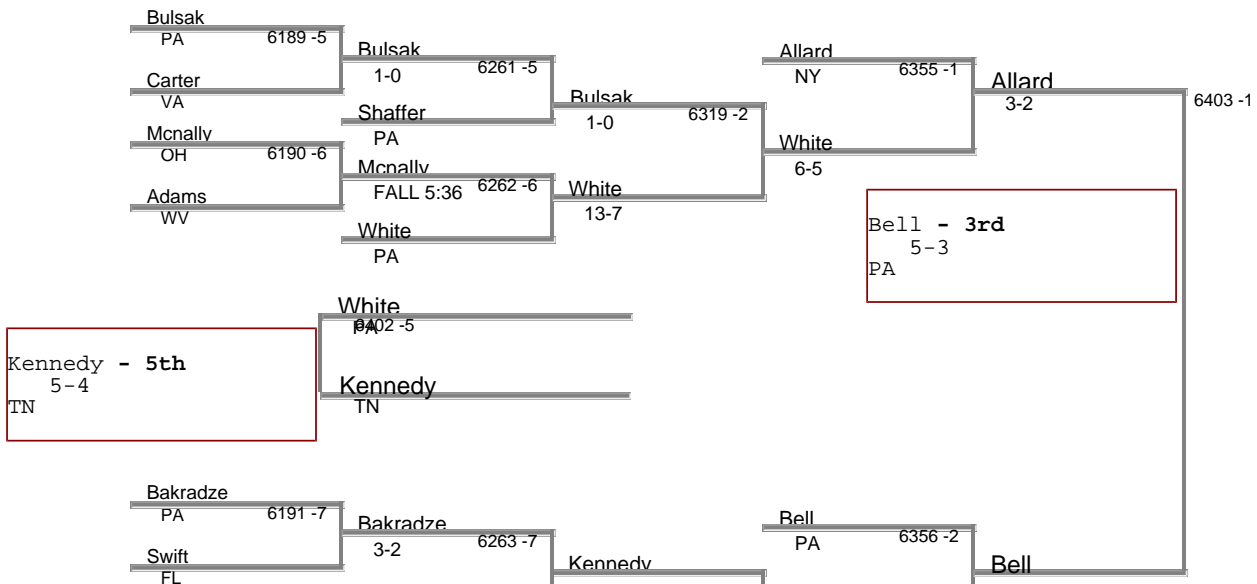 Bulsak
PA
6189 -5
Carter
VA
Mcnally
OH
6190 -6
Adams
WV
Bulsak
1-0
6261 -5
Shaffer
PA
Mcnally
FALL 5:36
6262 -6
White
PA
Bulsak
1-0
6319 -2
White
13-7
Allard
NY
6355 -1
White
6-5
Allard
3-2
6403 -1
Bell - 3rd
5-3
PA
White
PA
6402 -5
Kennedy
TN
Kennedy - 5th
5-4
TN
Bakradze
PA
6191 -7
Swift
FL
Bakradze
3-2
6263 -7
Kennedy
Bell
PA
6356 -2
Bell